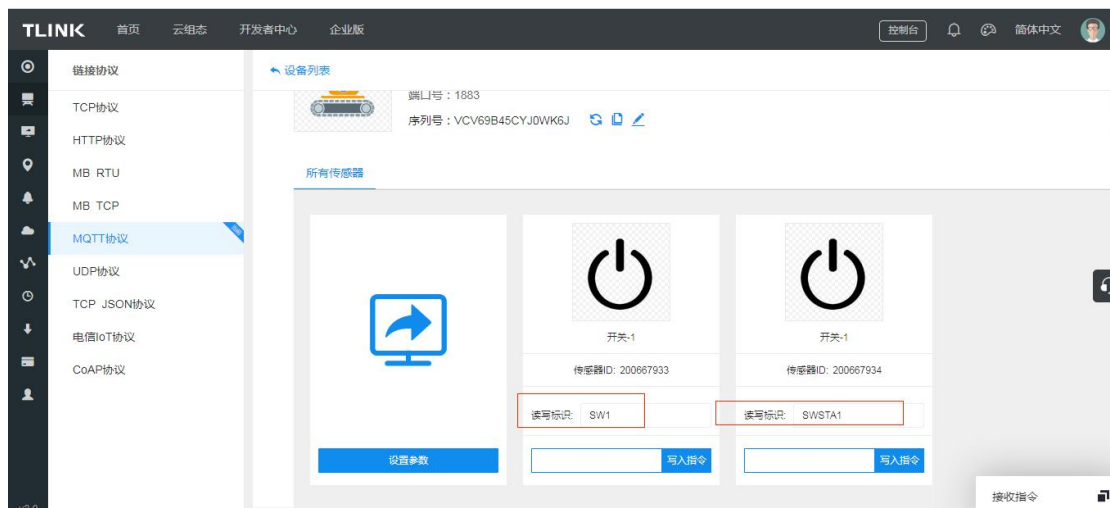 TLINK 首页 云组态 开发者中心 企业版 控制台 简体中文
链接协议
设备列表
TCP协议
HTTP协议
MB RTU
MB TCP
MQTT协议
UDP协议
TCP JSON协议
电信IoT协议
CoAP协议
端口号：1883
序列号：VCV69B45CYJ0WK6J
所有传感器
设置参数
开关-1
传感器ID: 200667933
读写标识: SW1
写入指令
开关-1
传感器ID: 200667934
读写标识: SWSTA1
写入指令
接收指令